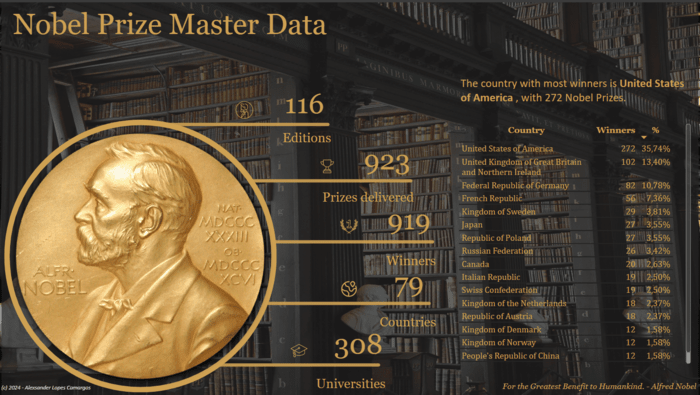 Nobel Prize Master Data
The country with most winners is United States
of America , with 272 Nobel Prizes.
116
Editions
923
Prizes delivered
919
Winners
79
Countries
308
Universities
ALFR·
NOBEL
NAT·
MDCCC
XXXIII
OB·
MDCCC
XCVI
Country Winners %
United States of America 272 35,74%
United Kingdom of Great Britain 102 13,40%
and Northern Ireland
Federal Republic of Germany 82 10,78%
French Republic 56 7,36%
Kingdom of Sweden 29 3,81%
Japan 27 3,55%
Republic of Poland 27 3,55%
Russian Federation 26 3,42%
Canada 20 2,63%
Italian Republic 19 2,50%
Swiss Confederation 19 2,50%
Kingdom of the Netherlands 18 2,37%
Republic of Austria 18 2,37%
Kingdom of Denmark 12 1,58%
Kingdom of Norway 12 1,58%
People's Republic of China 12 1,58%
(c) 2024 - Alessander Lopes Camargos
For the Greatest Benefit to Humankind. - Alfred Nobel